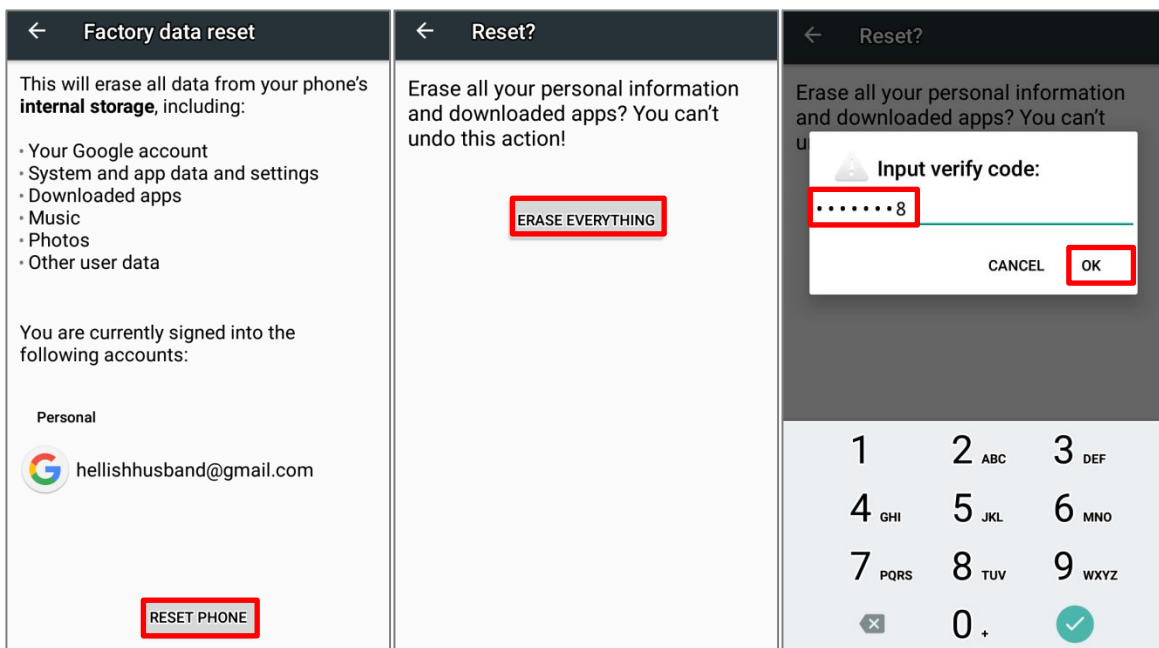 Factory data reset
This will erase all data from your phone's
internal storage, including:
· Your Google account
· System and app data and settings
· Downloaded apps
· Music
· Photos
· Other user data
You are currently signed into the
following accounts:
Personal
G hellishhusband@gmail.com
RESET PHONE
Reset?
Erase all your personal information
and downloaded apps? You can't
undo this action!
ERASE EVERYTHING
Reset?
Erase all your personal information
and downloaded apps? You can't
u
Input verify code:
·······8
CANCEL OK
1 2 ABC 3 DEF
4 GHI 5 JKL 6 MNO
7 PQRS 8 TUV 9 WXYZ
0 +